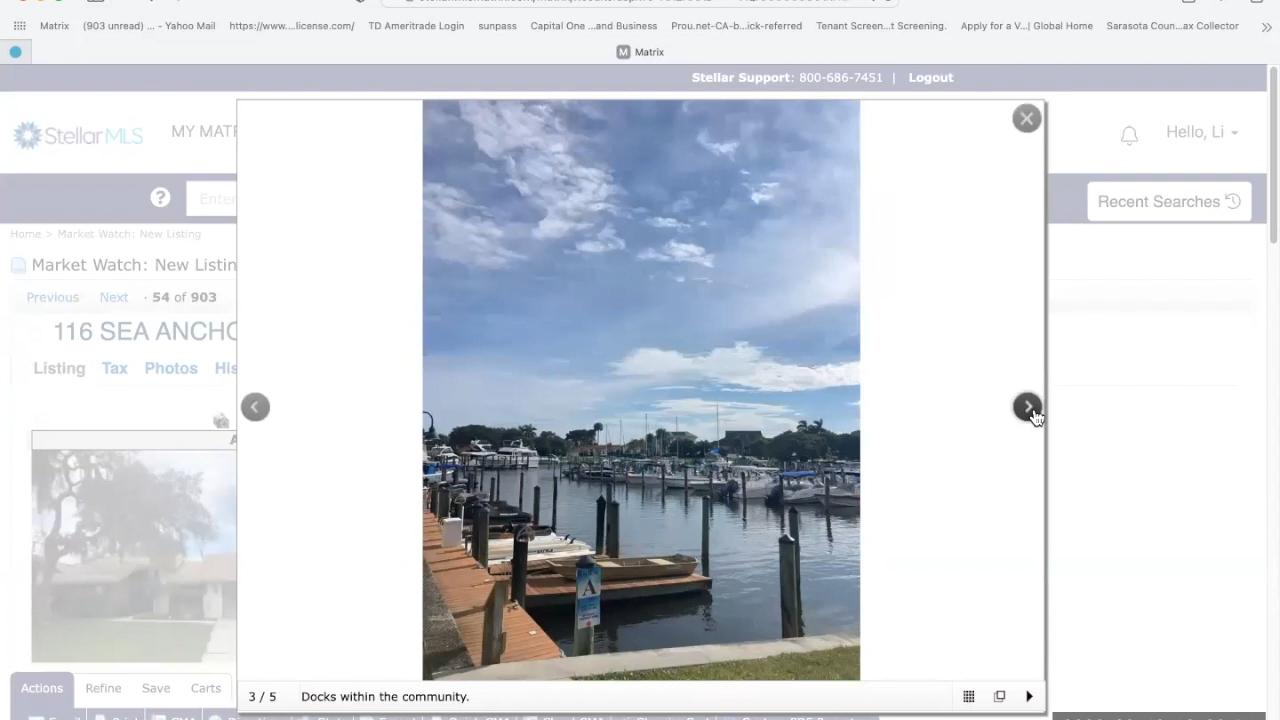 Matrix
(903 unread) ... - Yahoo Mail
https://www....license.com/
TD Ameritrade Login
sunpass
Capital One ...and Business
Prou.net-CA-b...ick-referred
Tenant Screen...t Screening.
Apply for a V...| Global Home
Sarasota Coun...ax Collector
Matrix
Stellar Support: 800-686-7451 | Logout
StellarMLS
MY MATR
Hello, Li
Enter
Recent Searches
Home > Market Watch: New Listing
Market Watch: New Listin
Previous Next · 54 of 903
116 SEA ANCHO
Listing Tax Photos His
A
Actions Refine Save Carts
3 / 5 Docks within the community.